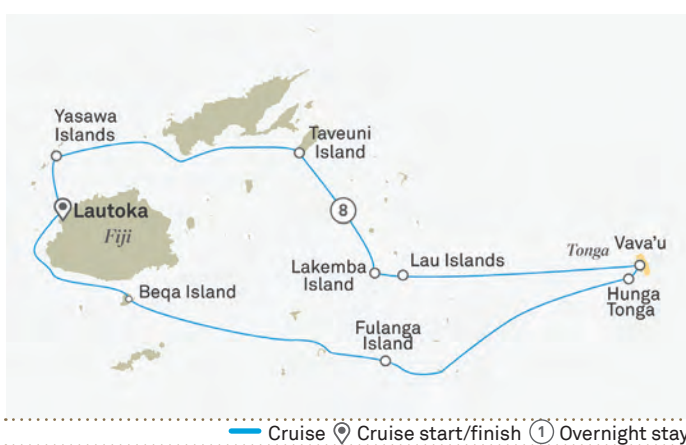 Yasawa
Islands
Taveuni
Island
Lautoka
Fiji
8
Vava'u
Tonga
Lau Islands
Lakemba
Island
Hunga
Tonga
Beqa Island
Fulanga
Island
Cruise Cruise start/finish 1 Overnight stay